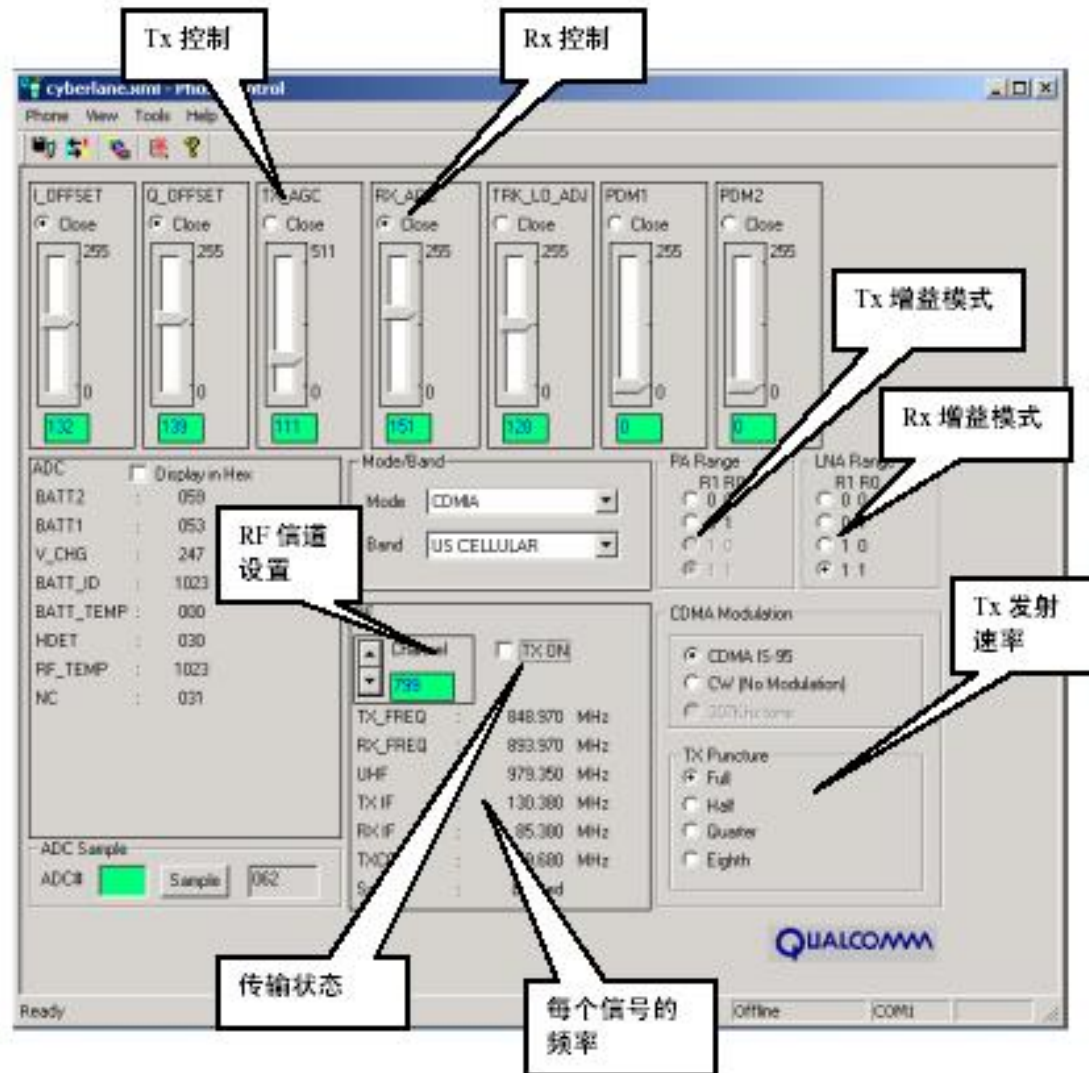 Tx 控制
Rx 控制
Phone View Tools Help
I_OFFSET Q_OFFSET TX_AGC TRK_LO_ADJ PDM1 PDM2
Close Close Close Close Close Close Close
255 255 511 255 255 255 255
0 0 0 0 0 0 0
132 139 111 151 128 0 0
Tx 增益模式
Rx 增益模式
ADC Display in Hex
BATT2 : 059
BATT1 : 053
V_CHG : 247
BATT_ID : 1023
BATT_TEMP : 000
HDET : 030
RF_TEMP : 1023
NC : 031
ADC Sample
ADC# Sample 062
Mode/Band
Mode CDMA
Band US CELLULAR
PA Range
R1 R0
0 0
1 0
1 1
LNA Range
R1 R0
0 0
1 0
1 1
RF 信道
设置
Channel TX ON
799
TX_FREQ : 848.970 MHz
RX_FREQ : 893.970 MHz
UHF 979.350 MHz
TX IF : 130.380 MHz
RX IF : 85.380 MHz
MHz
CDMA Modulation
CDMA IS-95
CW (No Modulation)
TX Puncture
Full
Half
Quarter
Eighth
Tx 发射
速率
QUALCOMM
传输状态
每个信号的
频率
Ready Offline COM1